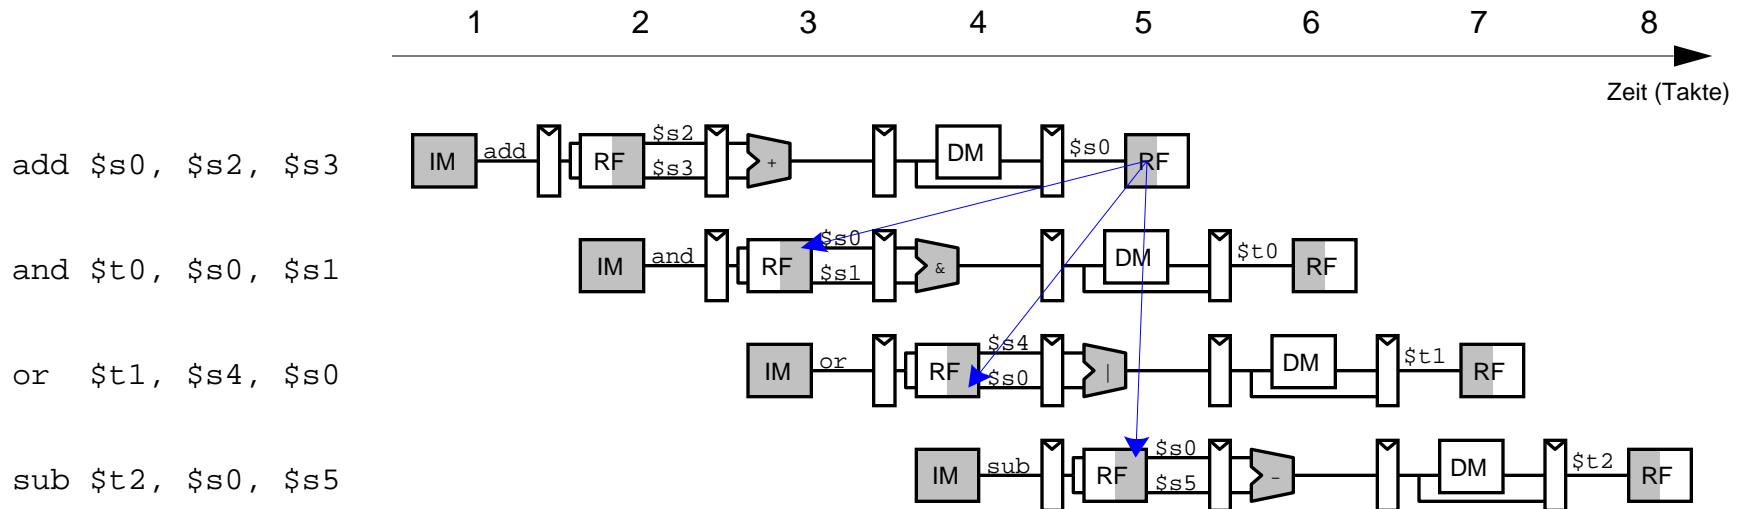 1 2 3 4 5 6 7 8
Zeit (Takte)
add $s0, $s2, $s3 IM add RF $s2 $s3 + DM $s0 RF
and $t0, $s0, $s1 IM and RF $s0 $s1 & DM $t0 RF
or $t1, $s4, $s0 IM or RF $s4 $s0 | DM $t1 RF
sub $t2, $s0, $s5 IM sub RF $s0 $s5 - DM $t2 RF